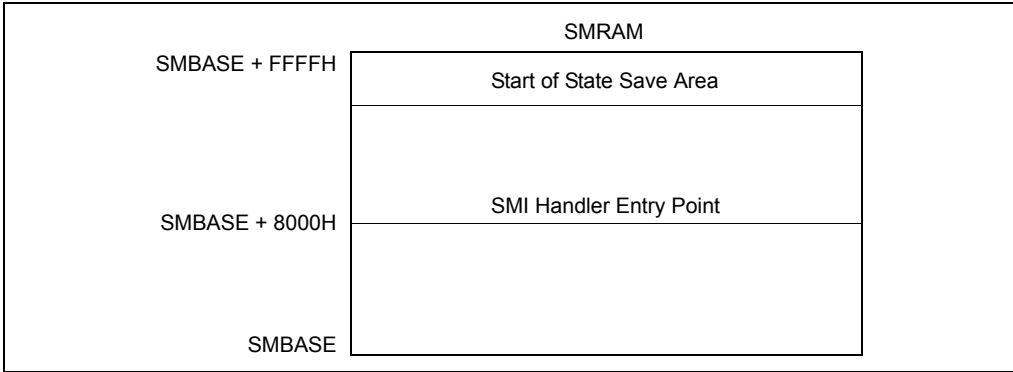 SMRAM
SMBASE + FFFFH
Start of State Save Area
SMI Handler Entry Point
SMBASE + 8000H
SMBASE